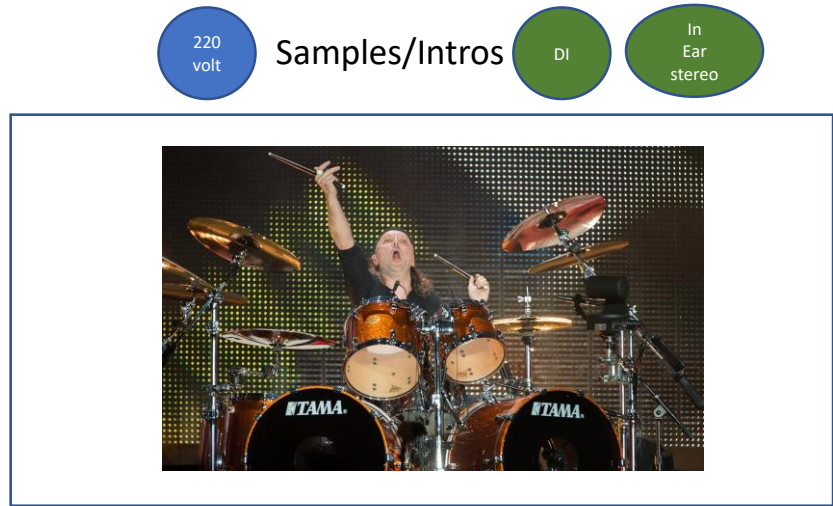 220
volt
Samples/Intros
DI
In
Ear
stereo
TAMA.
TAMA.